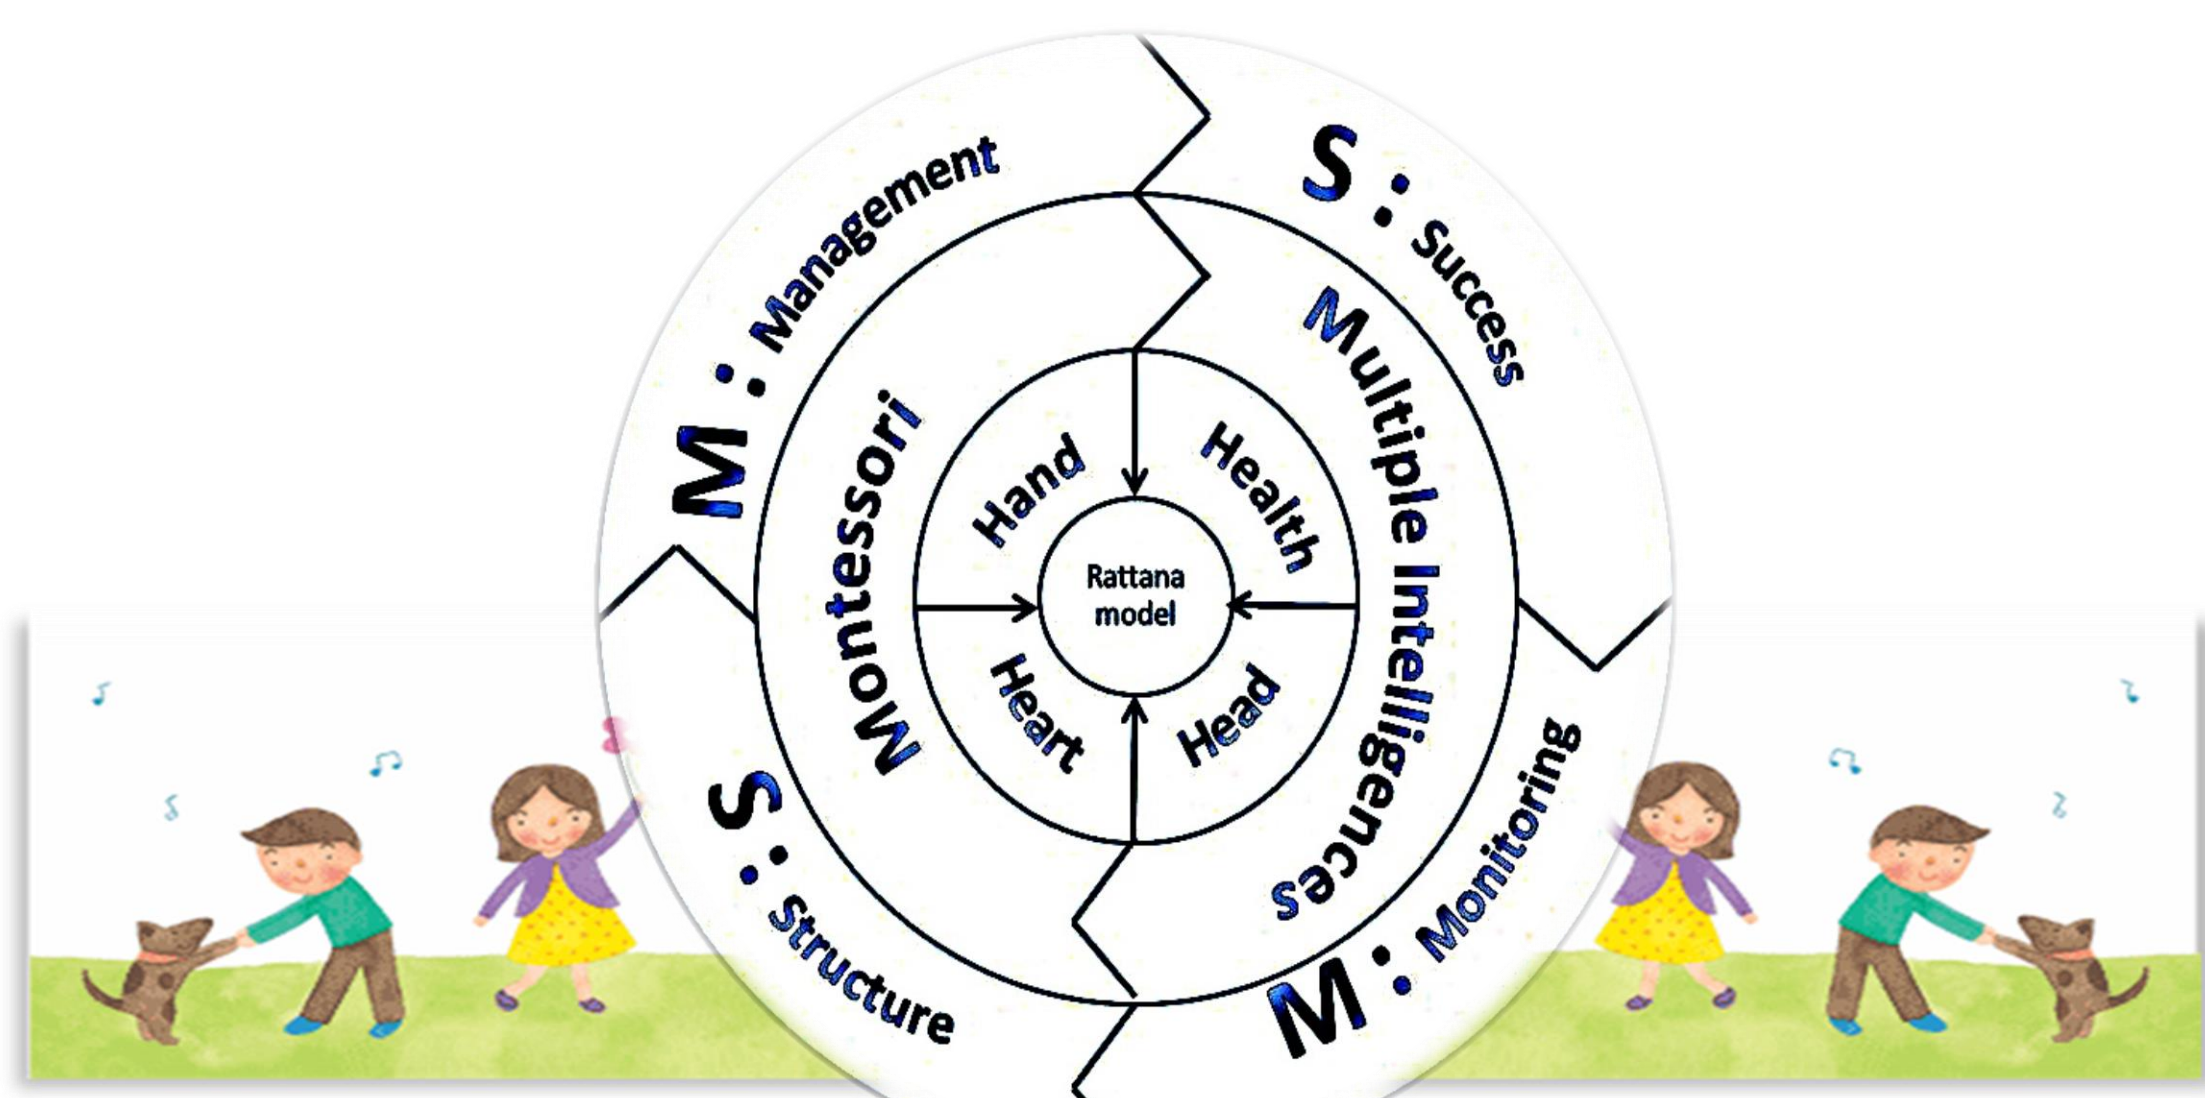 S : Success
M : Monitoring
S : Structure
M : Management
Montessori
Multiple Intelligences
Hand
Health
Head
Heart
Rattana
model